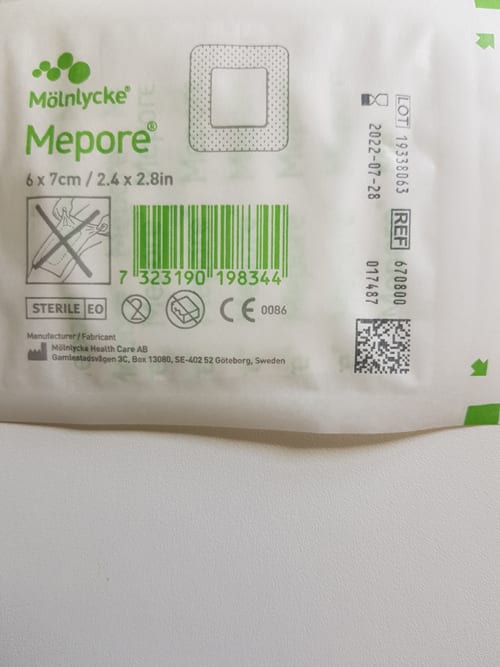 Mölnlycke®
Mepore®
6 x 7cm / 2.4 x 2.8in
7 323190 198344
STERILE EO
2
CE 0086
Manufacturer / Fabricant
Mölnlycke Health Care AB
Gamlestadsvägen 3C, Box 13080, SE-402 52 Göteborg, Sweden
LOT 19338063
2022-07-28
REF 670800
017487